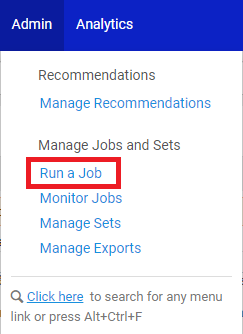 Admin Analytics
Recommendations
Manage Recommendations
Manage Jobs and Sets
Run a Job
Monitor Jobs
Manage Sets
Manage Exports
Click here to search for any menu
link or press Alt+Ctrl+F